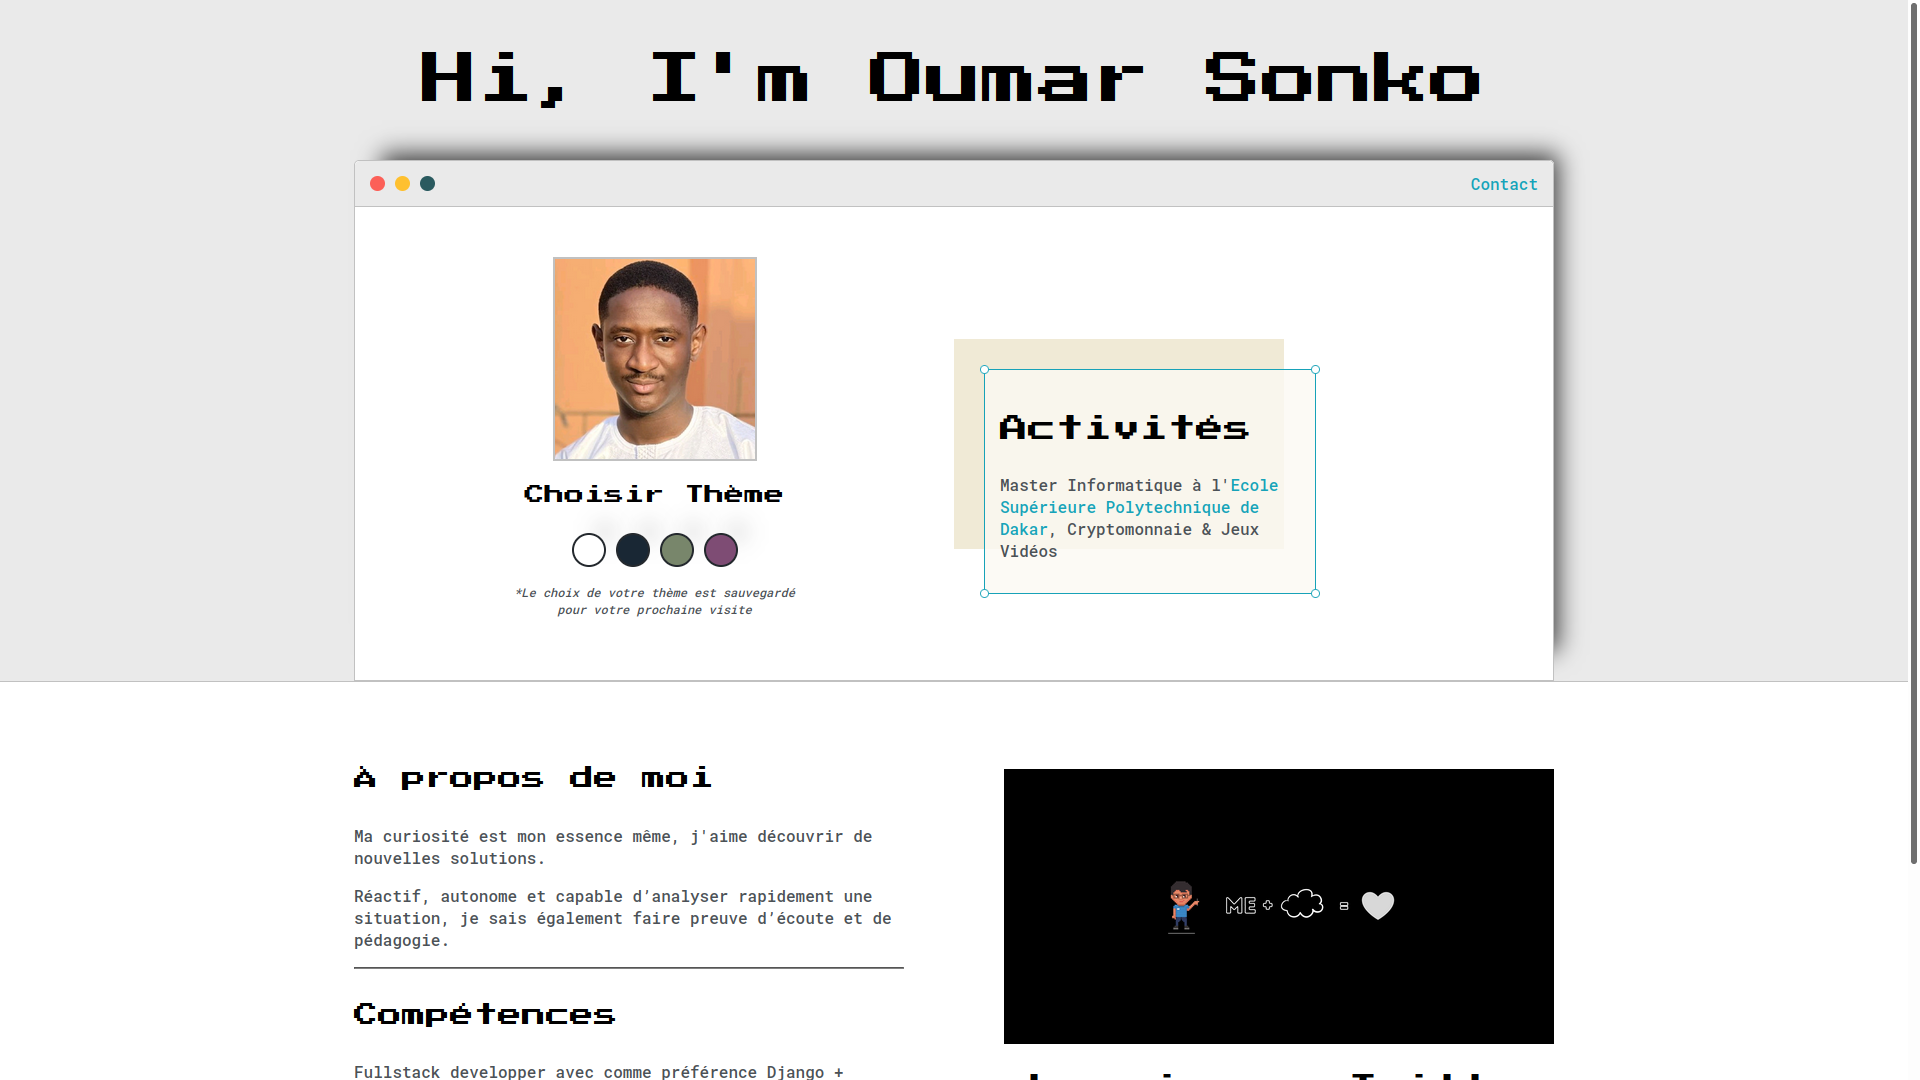 Hi, I'm Oumar Sonko
Contact
Choisir Thème
*Le choix de votre thème est sauvegardé
pour votre prochaine visite
Activités
Master Informatique à l'Ecole
Supérieure Polytechnique de
Dakar, Cryptomonnaie & Jeux
Vidéos
À propos de moi
Ma curiosité est mon essence même, j'aime découvrir de
nouvelles solutions.
Réactif, autonome et capable d’analyser rapidement une
situation, je sais également faire preuve d’écoute et de
pédagogie.
Compétences
Fullstack developper avec comme préférence Django +
ME + =